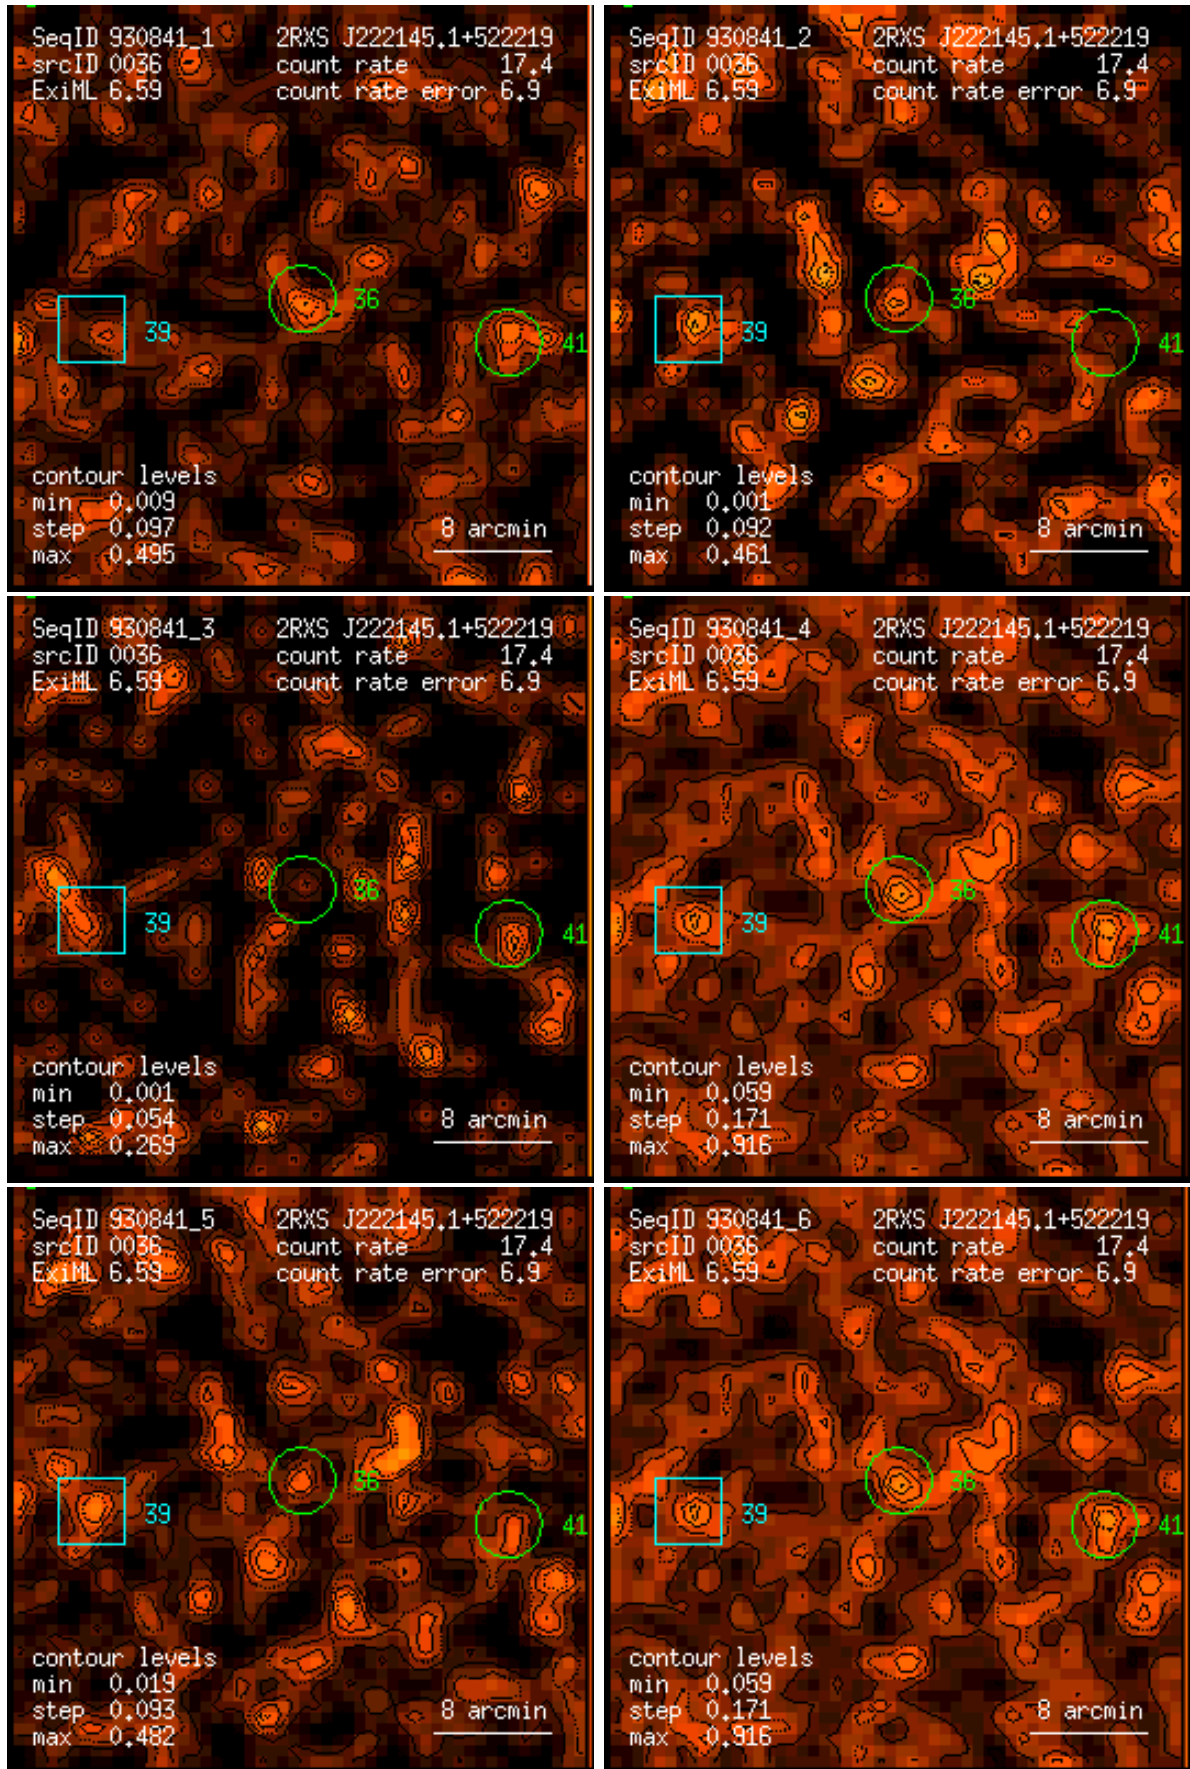 SeqID 930841_1 2RXS J222145.1+522219
srcID 0036 count rate 17.4
ExiML 6.59 count rate error 6.9
36
39
41
contour levels
min 0.009
step 0.097 8 arcmin
max 0.495
SeqID 930841_2 2RXS J222145.1+522219
srcID 0036 count rate 17.4
ExiML 6.59 count rate error 6.9
36
39
41
contour levels
min 0.001
step 0.092 8 arcmin
max 0.461
SeqID 930841_3 2RXS J222145.1+522219
srcID 0036 count rate 17.4
ExiML 6.59 count rate error 6.9
36
39
41
contour levels
min 0.001
step 0.054 8 arcmin
max 0.269
SeqID 930841_4 2RXS J222145.1+522219
srcID 0036 count rate 17.4
ExiML 6.59 count rate error 6.9
36
39
41
contour levels
min 0.059
step 0.171 8 arcmin
max 0.916
SeqID 930841_5 2RXS J222145.1+522219
srcID 0036 count rate 17.4
ExiML 6.59 count rate error 6.9
36
39
41
contour levels
min 0.019
step 0.093 8 arcmin
max 0.482
SeqID 930841_6 2RXS J222145.1+522219
srcID 0036 count rate 17.4
ExiML 6.59 count rate error 6.9
36
39
41
contour levels
min 0.059
step 0.171 8 arcmin
max 0.916